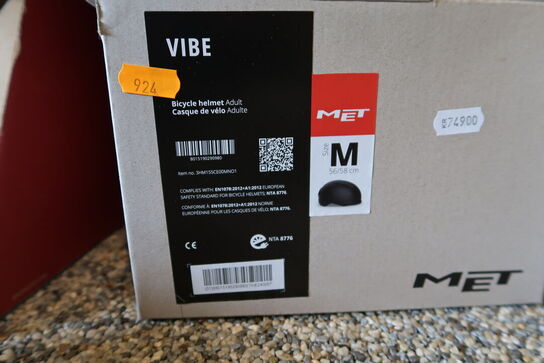 VIBE
924
Bicycle helmet Adult
Casque de vélo Adulte
8015190290980
Item no. 3HM155CE00MNO1
COMPLIES WITH EN1078:2012+A1:2012 EUROPEAN
SAFETY STANDARD FOR BICYCLE HELMETS; NTA 8776.
CONFORME À EN1078:2012+A1:2012 NORME
EUROPÉENNE POUR LES CASQUES DE VÉLO; NTA 8776.
CE
NTA 8776
MET
Size
M
56/58 cm
KR74900
MET